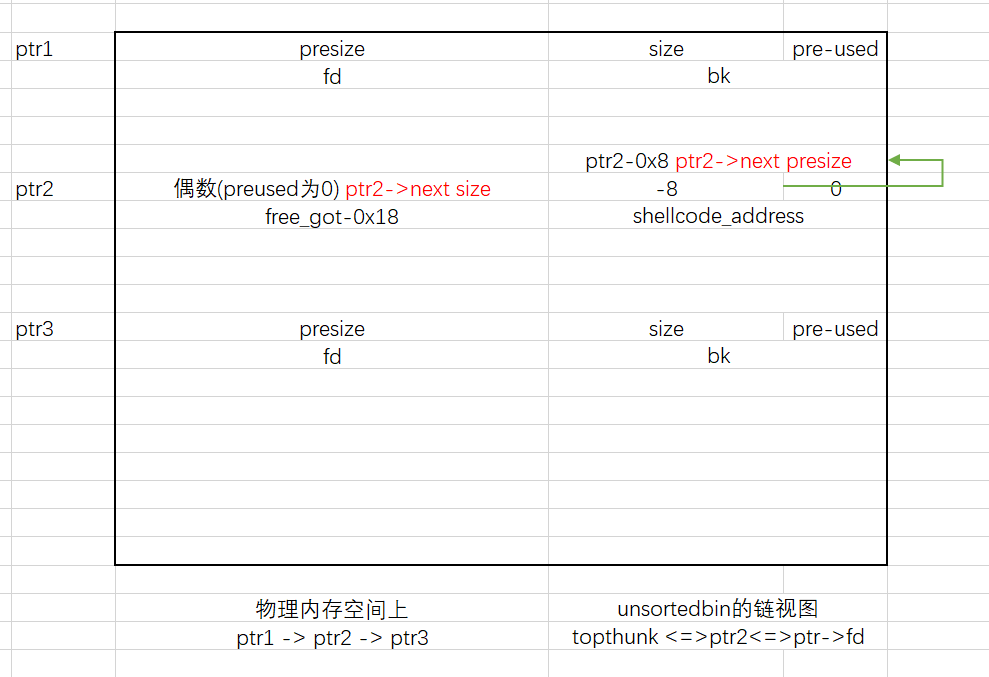 ptr1 presize size pre-used
fd bk
ptr2-0x8 ptr2->next presize
ptr2 偶数(preused为0) ptr2->next size -8 0
free_got-0x18 shellcode_address
ptr3 presize size pre-used
fd bk
物理内存空间上 unsortedbin的链视图
ptr1 -> ptr2 -> ptr3 topthunk <=>ptr2<=>ptr->fd